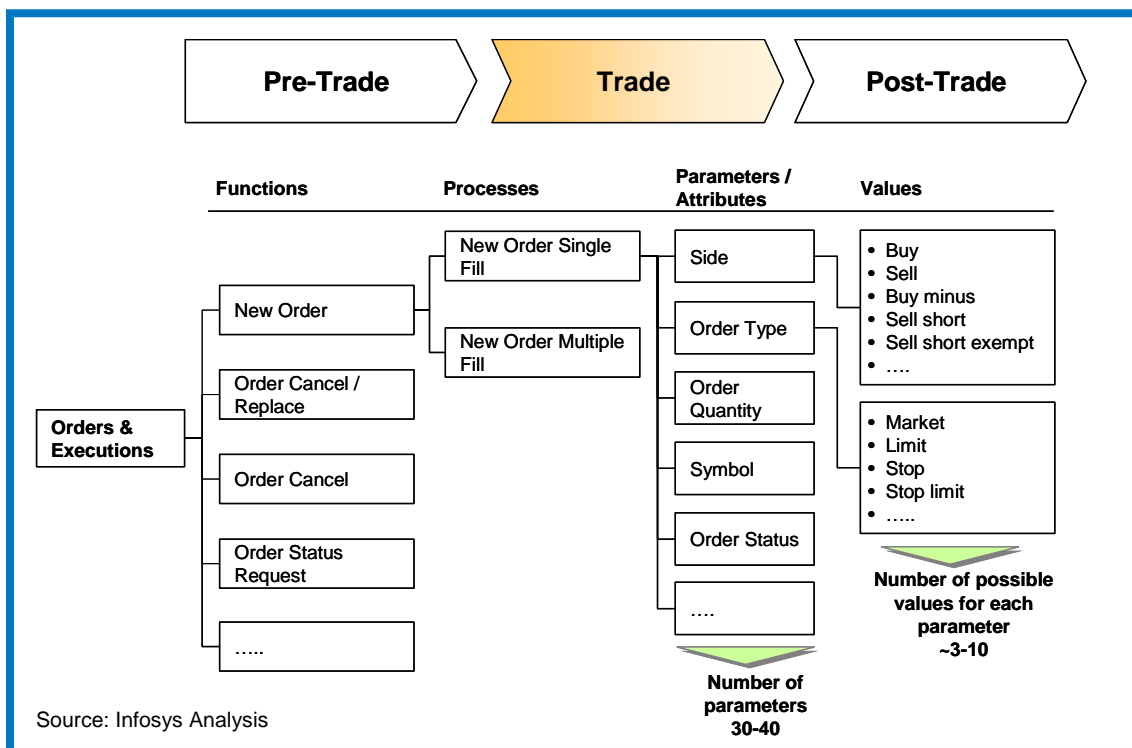 Pre-Trade
Trade
Post-Trade
Functions
Processes
Parameters /
Attributes
Values
Orders &
Executions
New Order
Order Cancel /
Replace
Order Cancel
Order Status
Request
…..
New Order Single
Fill
New Order Multiple
Fill
Side
Order Type
Order
Quantity
Symbol
Order Status
….
• Buy
• Sell
• Buy minus
• Sell short
• Sell short exempt
• ….
• Market
• Limit
• Stop
• Stop limit
• …..
Number of
parameters
30-40
Number of possible
values for each
parameter
~3-10
Source: Infosys Analysis